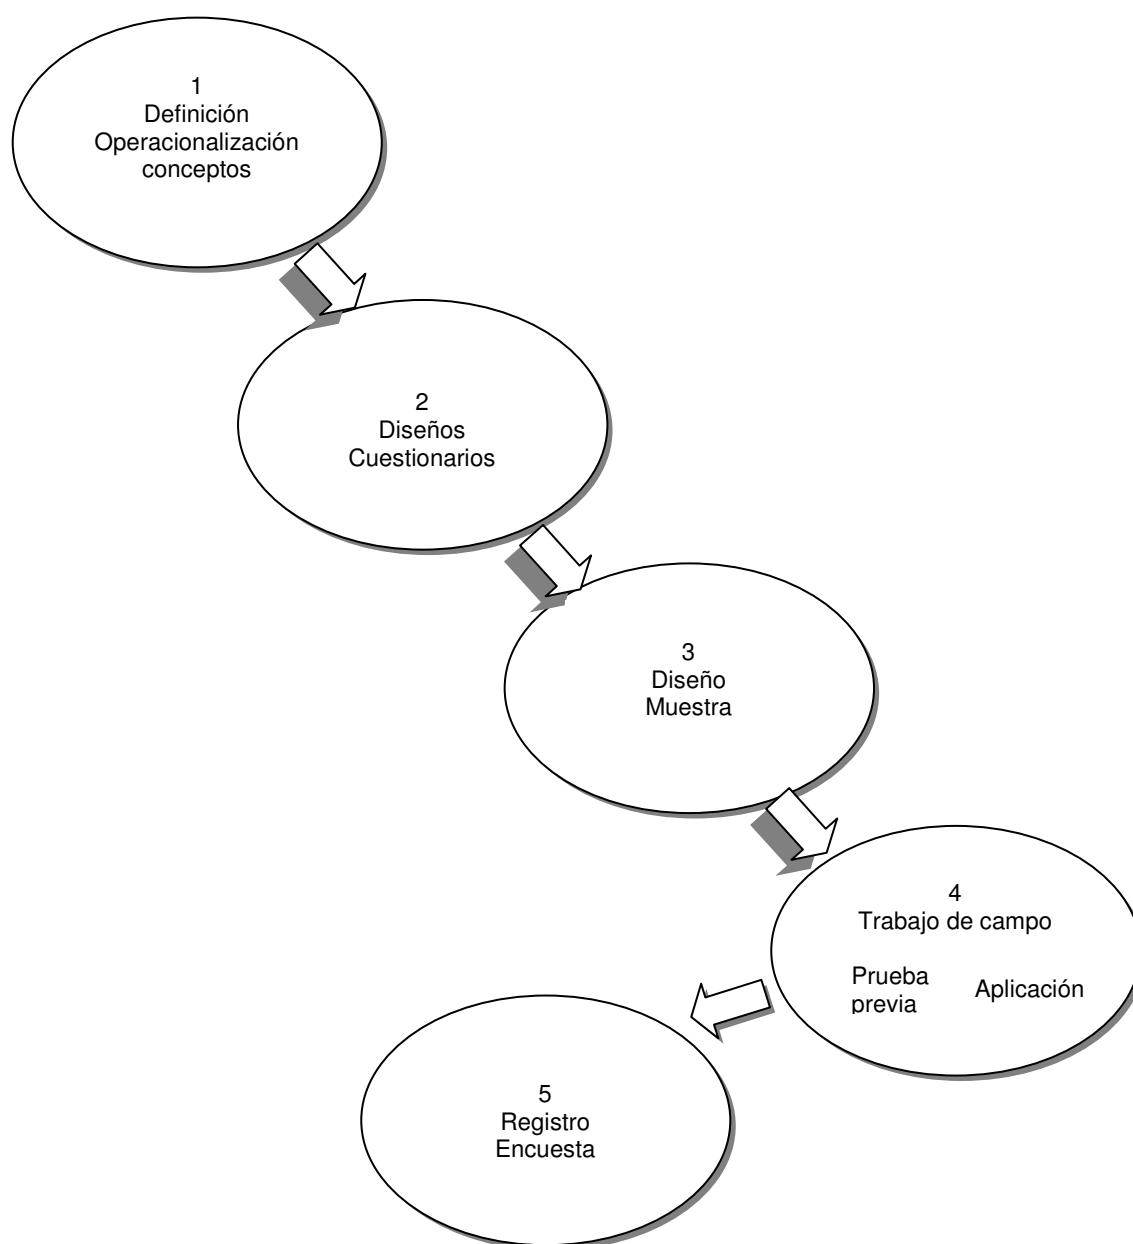 1
Definición
Operacionalización
conceptos
2
Diseños
Cuestionarios
3
Diseño
Muestra
4
Trabajo de campo
Prueba
previa
Aplicación
5
Registro
Encuesta